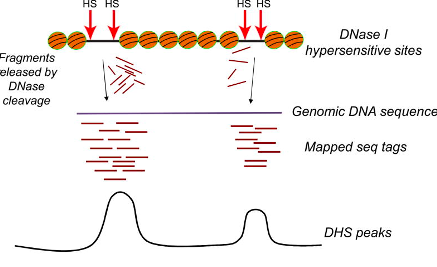 HS HS HS HS
DNase I
hypersensitive sites
Fragments
released by
DNase
cleavage
Genomic DNA sequence
Mapped seq tags
DHS peaks